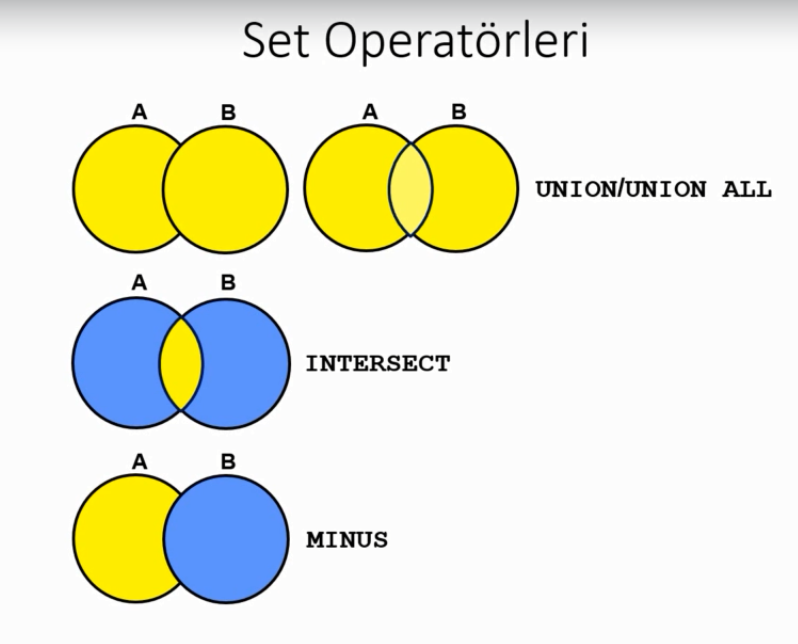 Set Operatörleri
A B A B
UNION/UNION ALL
A B
INTERSECT
A B
MINUS